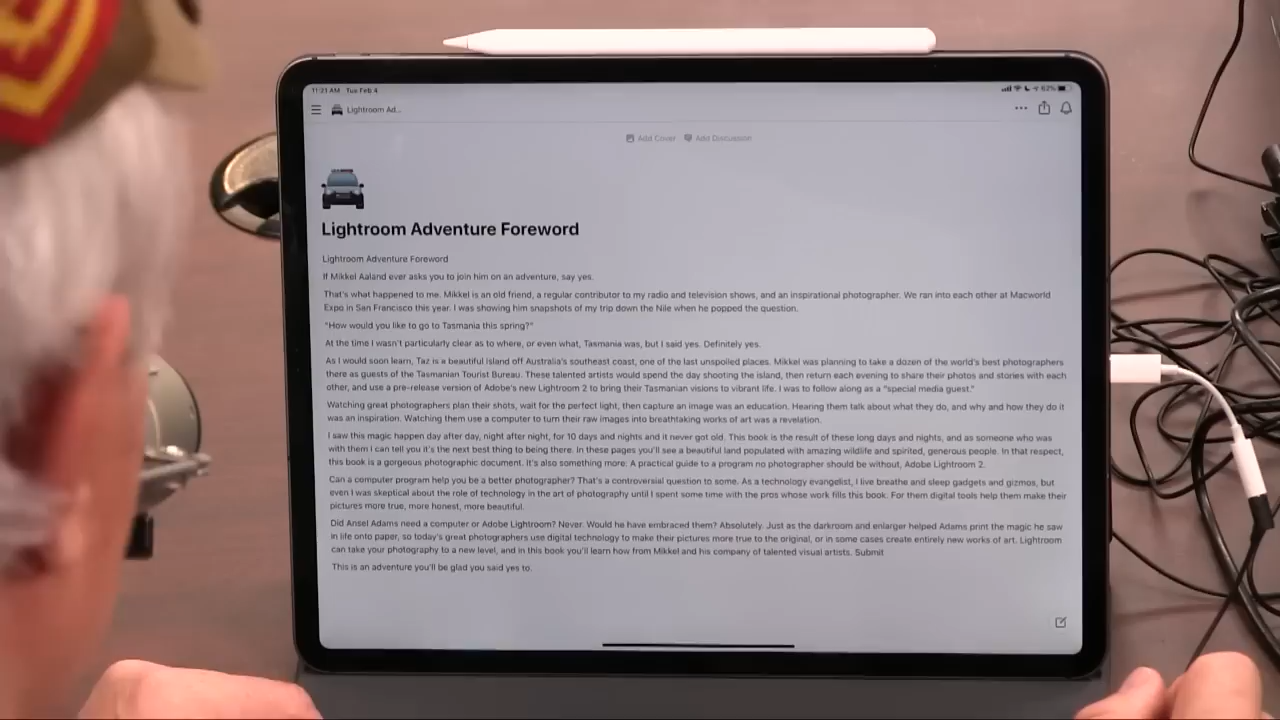 11:21 AM Tue Feb 4
62%
Lightroom Ad...
Add Cover Add Discussion
Lightroom Adventure Foreword
Lightroom Adventure Foreword
If Mikkel Aaland ever asks you to join him on an adventure, say yes.
That's what happened to me. Mikkel is an old friend, a regular contributor to my radio and television shows, and an inspirational photographer. We ran into each other at Macworld
Expo in San Francisco this year. I was showing him snapshots of my trip down the Nile when he popped the question.
"How would you like to go to Tasmania this spring?"
At the time I wasn't particularly clear as to where, or even what, Tasmania was, but I said yes. Definitely yes.
As I would soon learn, Taz is a beautiful island off Australia's southeast coast, one of the last unspoiled places. Mikkel was planning to take a dozen of the world's best photographers
there as guests of the Tasmanian Tourist Bureau. These talented artists would spend the day shooting the island, then return each evening to share their photos and stories with each
other, and use a pre-release version of Adobe's new Lightroom 2 to bring their Tasmanian visions to vibrant life. I was to follow along as a "special media guest."
Watching great photographers plan their shots, wait for the perfect light, then capture an image was an education. Hearing them talk about what they do, and why and how they do it
was an inspiration. Watching them use a computer to turn their raw images into breathtaking works of art was a revelation.
I saw this magic happen day after day, night after night, for 10 days and nights and it never got old. This book is the result of these long days and nights, and as someone who was
with them I can tell you it's the next best thing to being there. In these pages you'll see a beautiful land populated with amazing wildlife and spirited, generous people. In that respect,
this book is a gorgeous photographic document. It's also something more: A practical guide to a program no photographer should be without, Adobe Lightroom 2.
Can a computer program help you be a better photographer? That's a controversial question to some. As a technology evangelist, I live breathe and sleep gadgets and gizmos, but
even I was skeptical about the role of technology in the art of photography until I spent some time with the pros whose work fills this book. For them digital tools help them make their
pictures more true, more honest, more beautiful.
Did Ansel Adams need a computer or Adobe Lightroom? Never. Would he have embraced them? Absolutely. Just as the darkroom and enlarger helped Adams print the magic he saw
in life onto paper, so today's great photographers use digital technology to make their pictures more true to the original, or in some cases create entirely new works of art. Lightroom
can take your photography to a new level, and in this book you'll learn how from Mikkel and his company of talented visual artists. Submit
This is an adventure you'll be glad you said yes to.